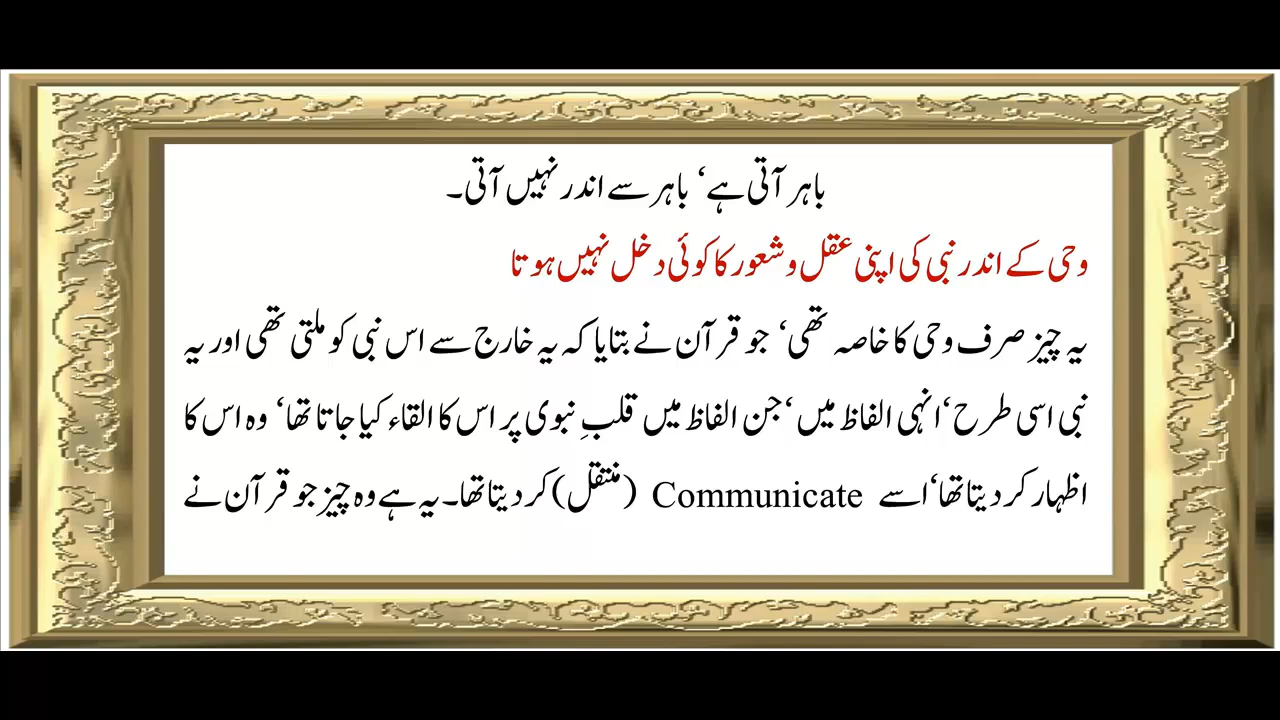 باہر آتی ہے‘ باہر سے اندر نہیں آتی۔
وحی کے اندر نبی کی اپنی عقل و شعور کا کوئی دخل نہیں ہوتا
یہ چیز صرف وحی کا خاصہ تھی‘ جو قرآن نے بتایا کہ یہ خارج سے اس نبی کو ملتی تھی اور یہ
نبی اسی طرح‘ انہی الفاظ میں‘ جن الفاظ میں قلبِ نبوی پر اس کا القاء کیا جاتا تھا‘ وہ اس کا
اظہار کر دیتا تھا‘ اسے Communicate (منتقل) کر دیتا تھا۔ یہ ہے وہ چیز جو قرآن نے